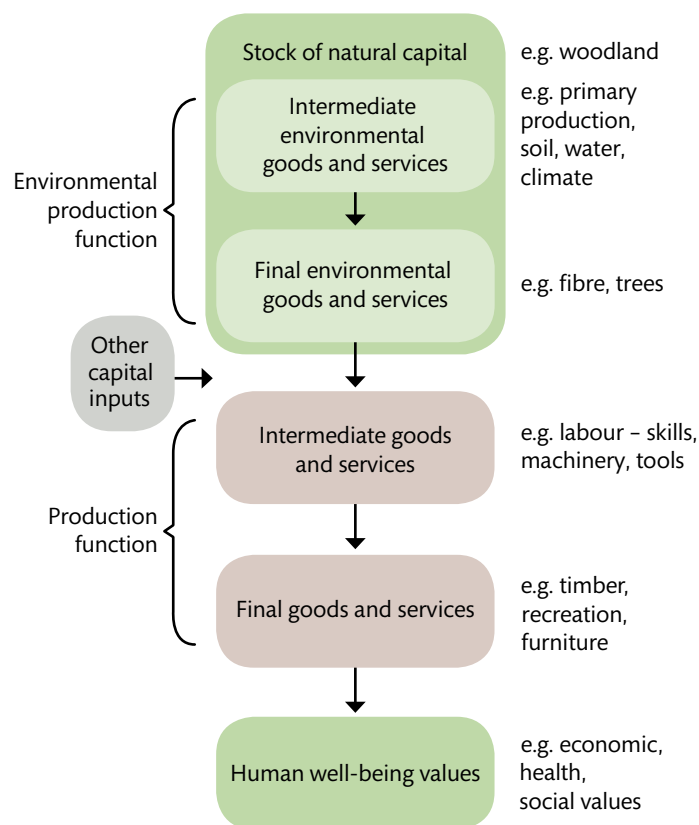 Stock of natural capital
e.g. woodland
Intermediate
environmental
goods and services
e.g. primary
production,
soil, water,
climate
Environmental
production
function
Final environmental
goods and services
e.g. fibre, trees
Other
capital
inputs
Intermediate goods
and services
e.g. labour – skills,
machinery, tools
Production
function
Final goods and services
e.g. timber,
recreation,
furniture
Human well-being values
e.g. economic,
health,
social values